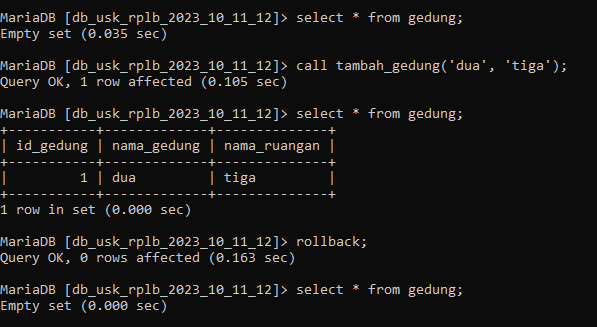 MariaDB [db_usk_rplb_2023_10_11_12]> select * from gedung;
Empty set (0.035 sec)
MariaDB [db_usk_rplb_2023_10_11_12]> call tambah_gedung('dua', 'tiga');
Query OK, 1 row affected (0.105 sec)
MariaDB [db_usk_rplb_2023_10_11_12]> select * from gedung;
+-----------+-------------+--------------+
| id_gedung | nama_gedung | nama_ruangan |
+-----------+-------------+--------------+
|         1 | dua         | tiga         |
+-----------+-------------+--------------+
1 row in set (0.000 sec)
MariaDB [db_usk_rplb_2023_10_11_12]> rollback;
Query OK, 0 rows affected (0.163 sec)
MariaDB [db_usk_rplb_2023_10_11_12]> select * from gedung;
Empty set (0.000 sec)